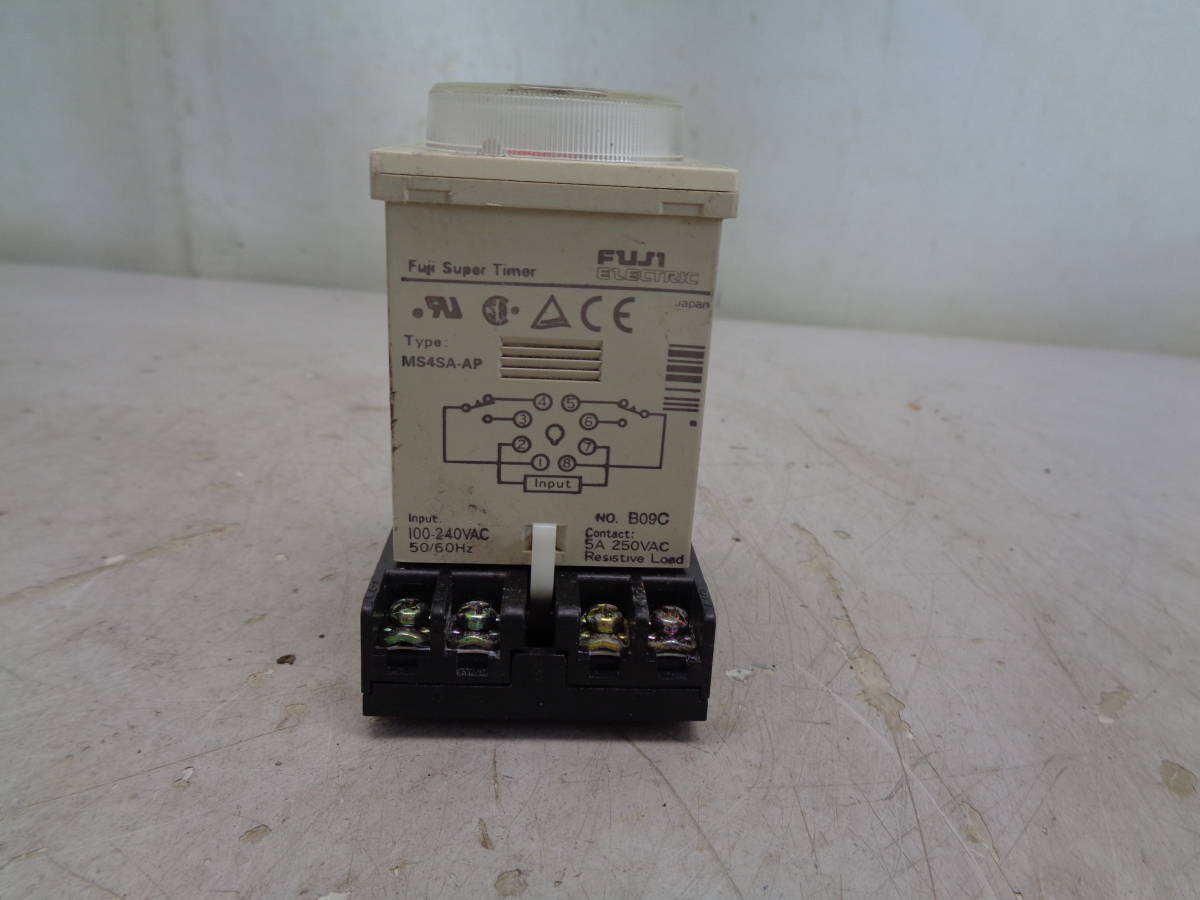 Fuji Super Timer
FUJI
ELECTRIC
Japan
Type:
MS4SA-AP
4 5
3 6
2 7
1 8
Input
Input:
100-240VAC
50/60Hz
NO. B09C
Contact:
5A 250VAC
Resistive Load